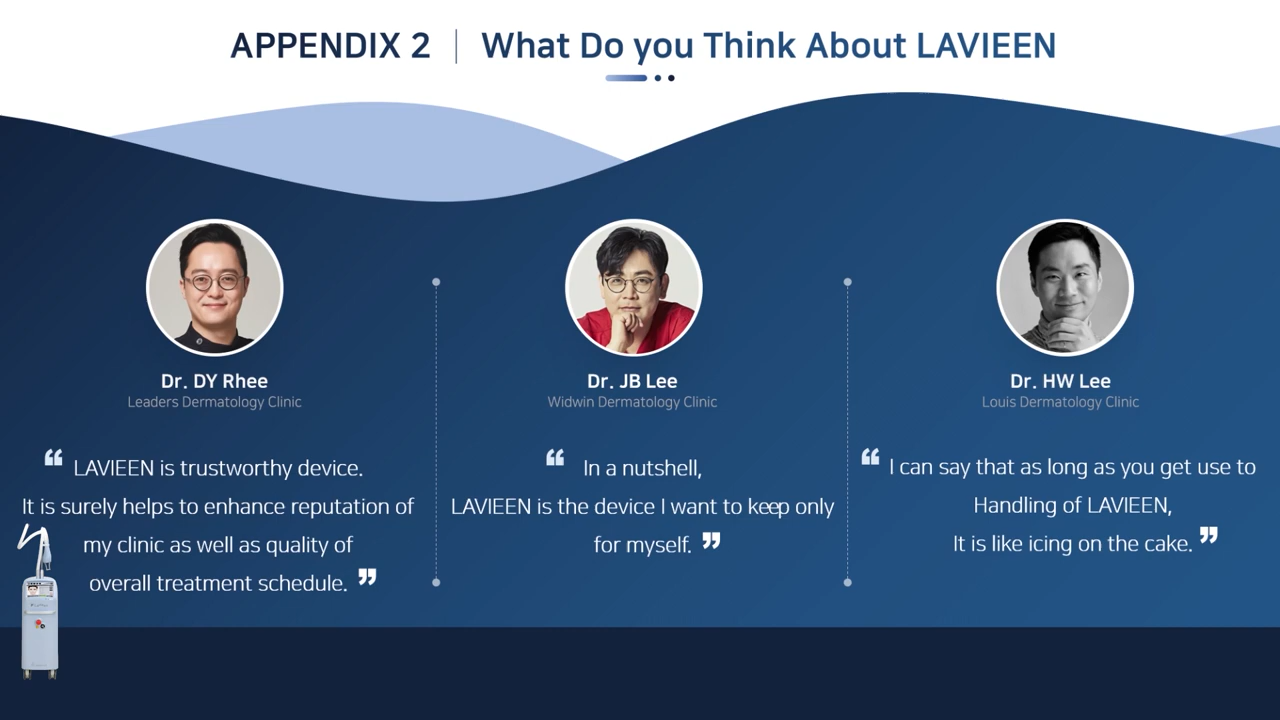 APPENDIX 2 | What Do you Think About LAVIEEN
Dr. DY Rhee
Leaders Dermatology Clinic
“ LAVIEEN is trustworthy device.
It is surely helps to enhance reputation of
my clinic as well as quality of
overall treatment schedule. ”
Dr. JB Lee
Widwin Dermatology Clinic
“ In a nutshell,
LAVIEEN is the device I want to keep only
for myself. ”
Dr. HW Lee
Louis Dermatology Clinic
“ I can say that as long as you get use to
Handling of LAVIEEN,
It is like icing on the cake. ”